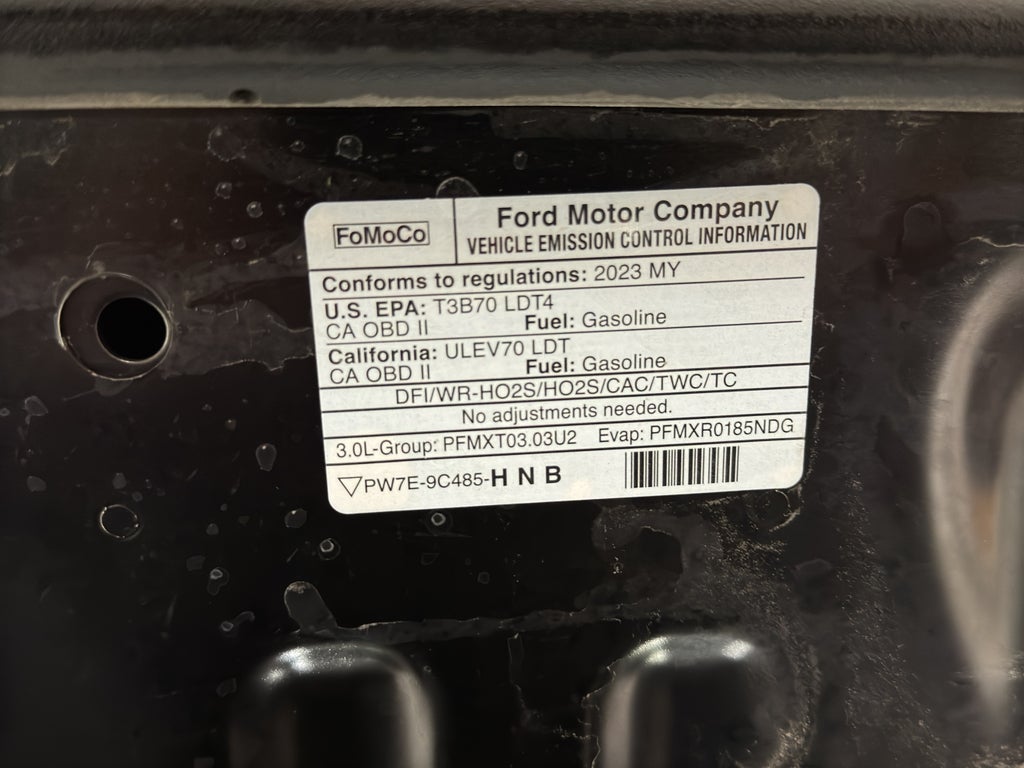 FoMoCo
Ford Motor Company
VEHICLE EMISSION CONTROL INFORMATION
Conforms to regulations: 2023 MY
U.S. EPA: T3B70 LDT4
CA OBD II Fuel: Gasoline
California: ULEV70 LDT
CA OBD II Fuel: Gasoline
DFI/WR-HO2S/HO2S/CAC/TWC/TC
No adjustments needed.
3.0L-Group: PFMXT03.03U2 Evap: PFMXR0185NDG
▽PW7E-9C485-H N B